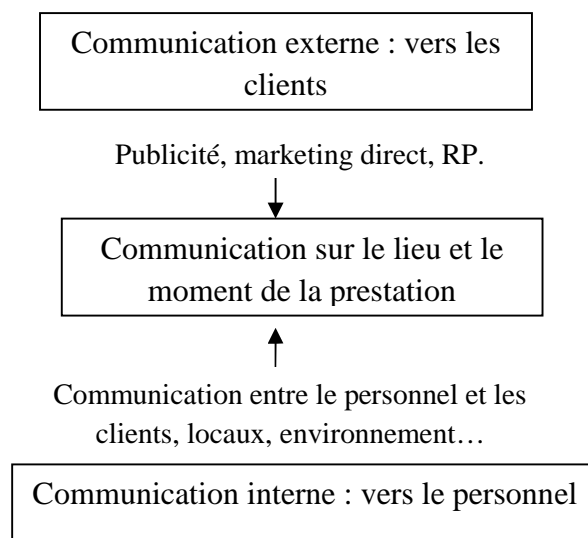 Communication externe : vers les
clients
Publicité, marketing direct, RP.
Communication sur le lieu et le
moment de la prestation
Communication entre le personnel et les
clients, locaux, environnement…
Communication interne : vers le personnel